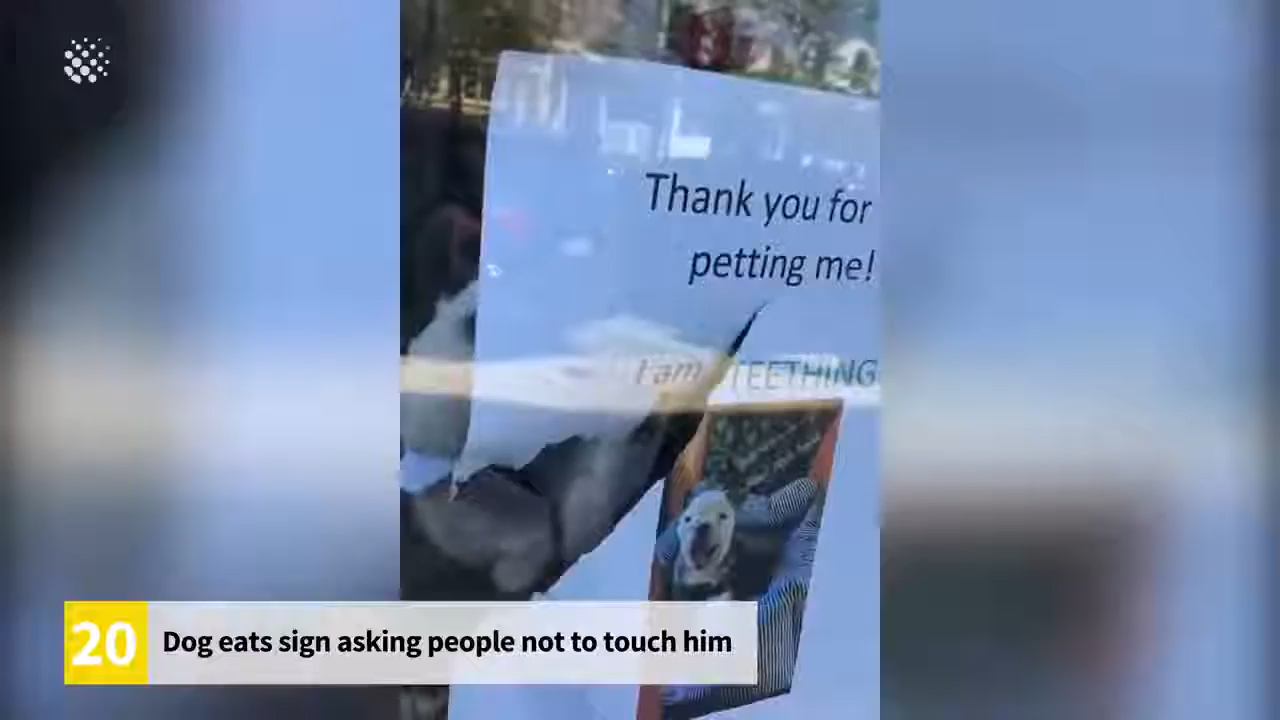 Thank you for
petting me!
I am TEETHING
20 Dog eats sign asking people not to touch him